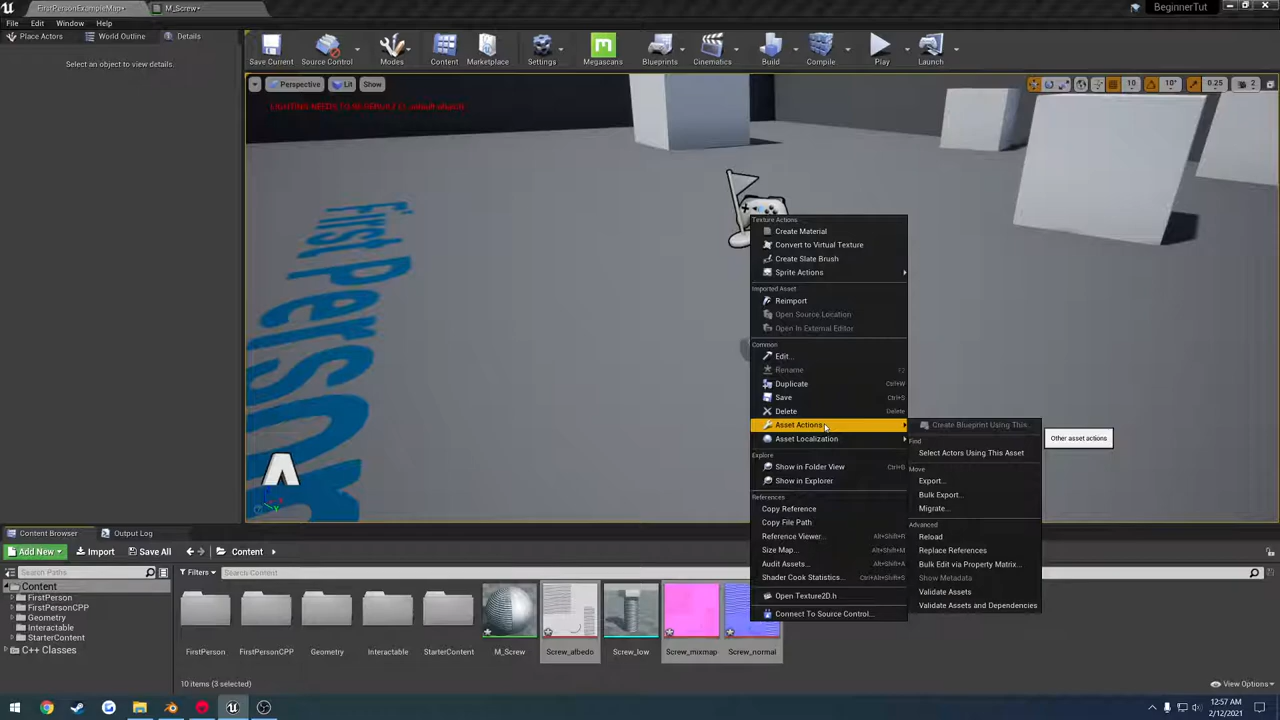 FirstPersonExampleMap*
M_Screw*
BeginnerTut
File
Edit
Window
Help
Place Actors
World Outline
Details
Select an object to view details.
Save Current
Source Control
Modes
Content
Marketplace
Settings
Megascans
Blueprints
Cinematics
Build
Compile
Play
Launch
Perspective
Lit
Show
10
10°
0.25
2
First Person
Texture Actions
Create Material
Convert to Virtual Texture
Create Slate Brush
Sprite Actions
Imported Asset
Reimport
Open Source Location
Open In External Editor
Common
Edit...
Rename F2
Duplicate Ctrl+W
Save Ctrl+S
Delete Delete
Asset Actions
Asset Localization
Explore
Show in Folder View Ctrl+B
Show in Explorer
References
Copy Reference
Copy File Path
Reference Viewer... Alt+Shift+R
Size Map... Alt+Shift+M
Audit Assets... Alt+Shift+A
Shader Cook Statistics... Ctrl+Alt+Shift+S
Open Texture2D.h
Connect To Source Control...
Create Blueprint Using This...
Find
Select Actors Using This Asset
Move
Export...
Bulk Export...
Migrate...
Advanced
Reload
Replace References
Bulk Edit via Property Matrix...
Show Metadata
Validate Assets
Validate Assets and Dependencies
Other asset actions
Content Browser
Output Log
Add New
Import
Save All
Content
Search Paths
Filters
Search Content
Content
FirstPerson
FirstPersonCPP
Geometry
Interactable
StarterContent
C++ Classes
FirstPerson
FirstPersonCPP
Geometry
Interactable
StarterContent
M_Screw
Screw_albedo
Screw_low
Screw_mixmap
Screw_normal
10 items (3 selected)
View Options
12:57 AM
2/12/2021